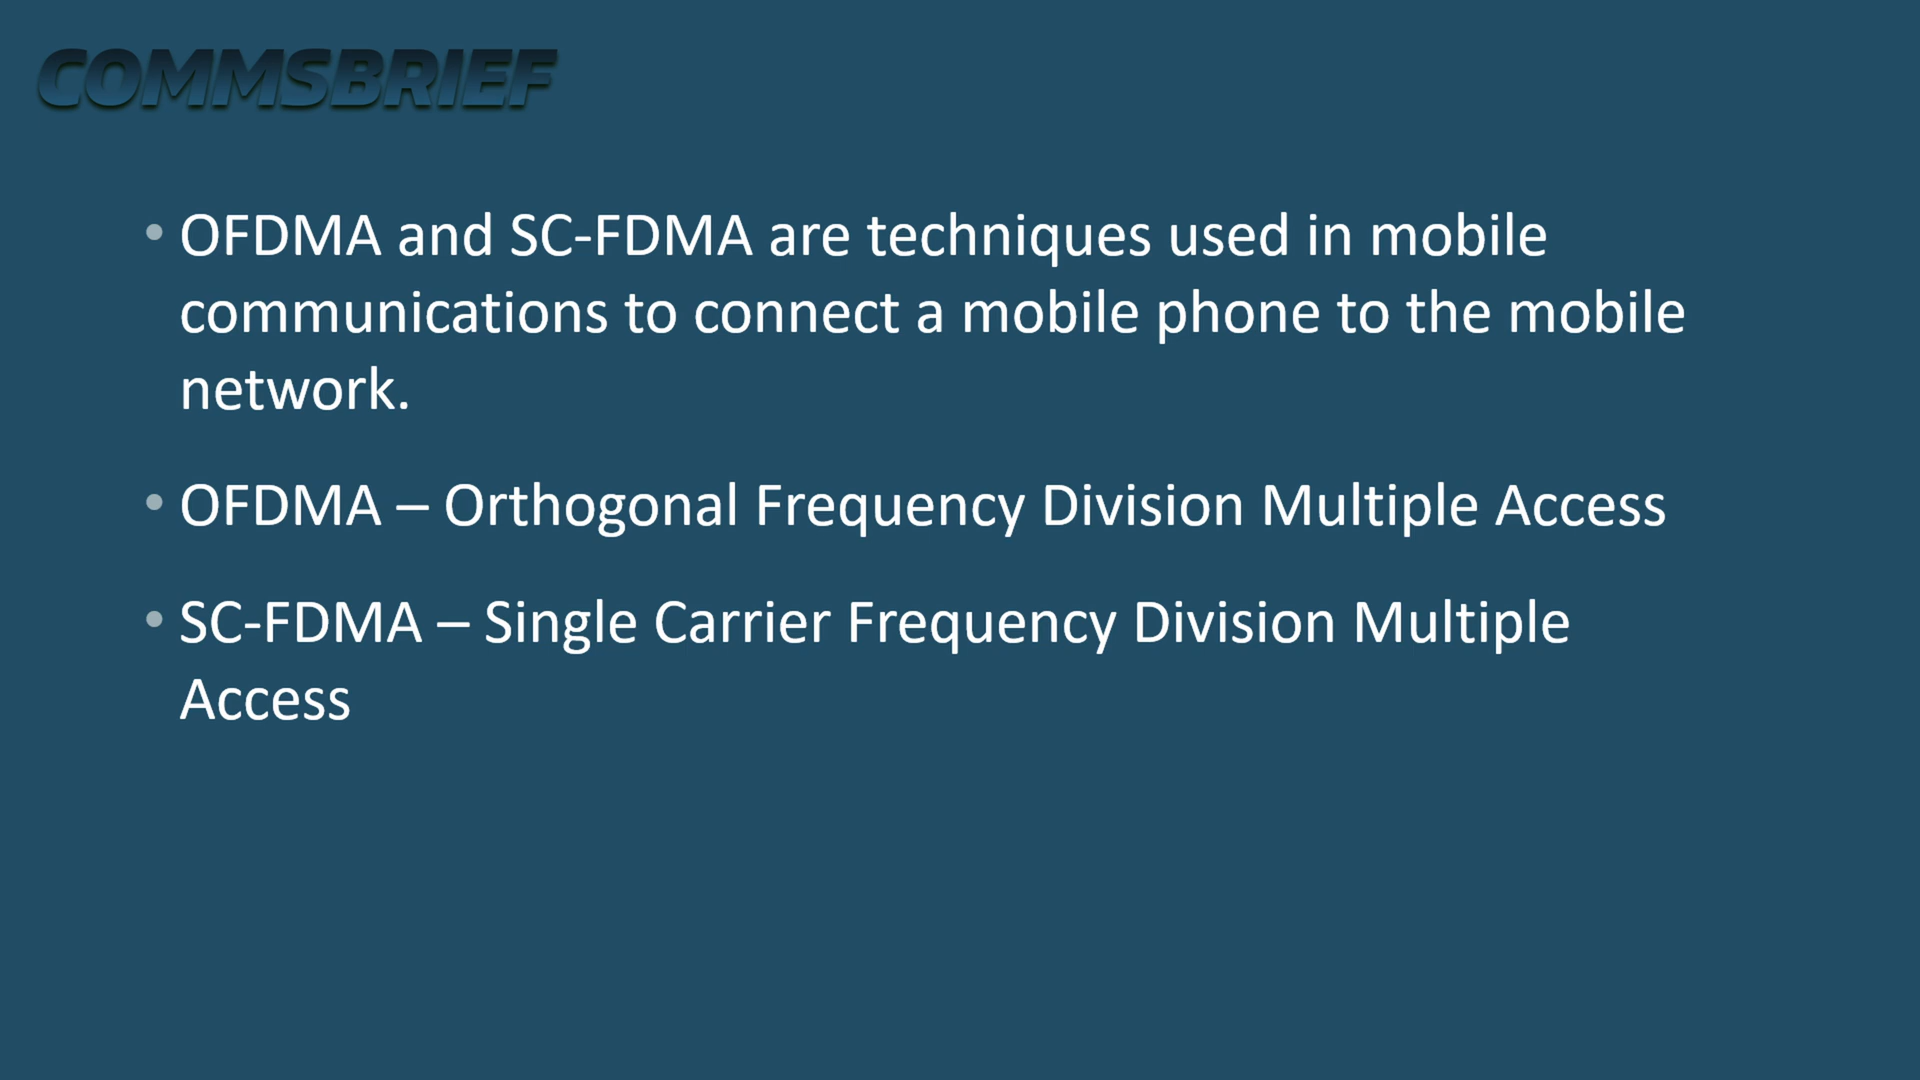 COMMSBRIEF
• OFDMA and SC-FDMA are techniques used in mobile
communications to connect a mobile phone to the mobile
network.
• OFDMA – Orthogonal Frequency Division Multiple Access
• SC-FDMA – Single Carrier Frequency Division Multiple
Access